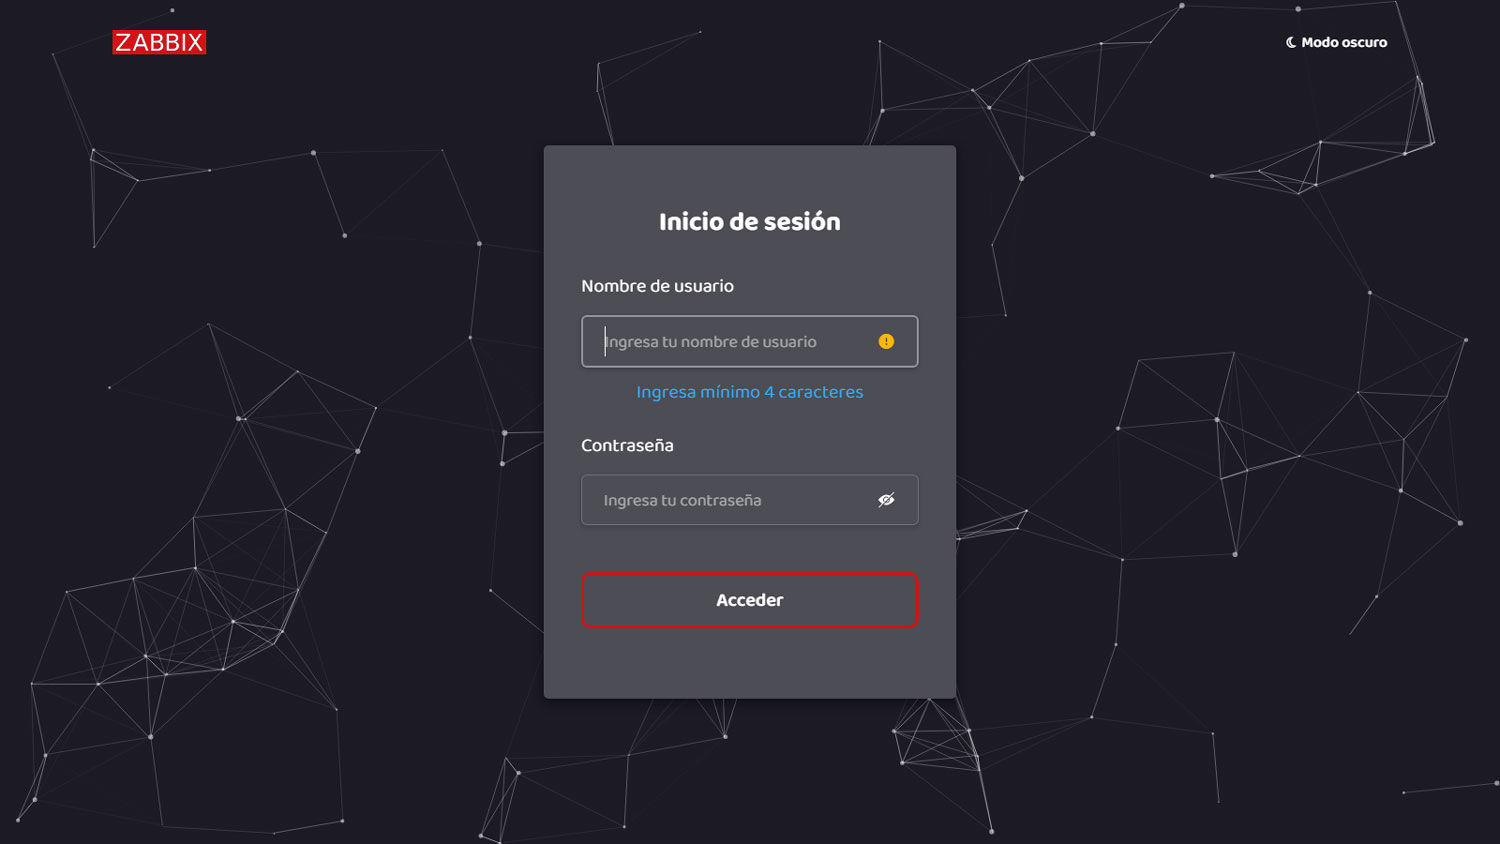 ZABBIX
Modo oscuro
Inicio de sesión
Nombre de usuario
Ingresa tu nombre de usuario
Ingresa mínimo 4 caracteres
Contraseña
Ingresa tu contraseña
Acceder